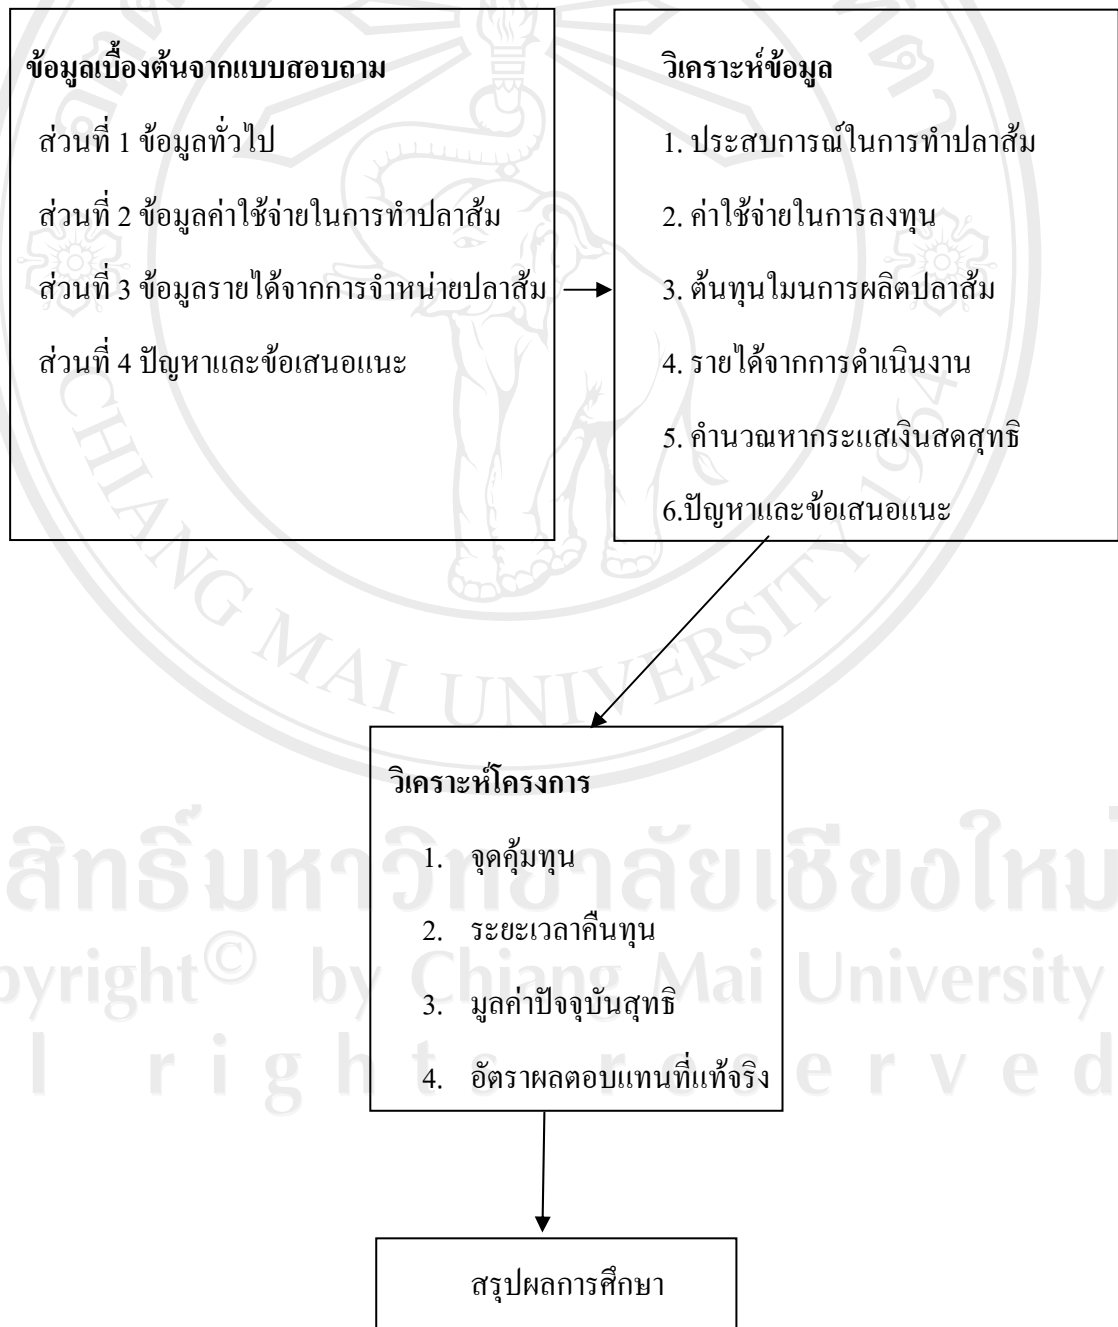 ข้อมูลเบื้องต้นจากแบบสอบถาม
ส่วนที่ 1 ข้อมูลทั่วไป
ส่วนที่ 2 ข้อมูลค่าใช้จ่ายในการทำปลาส้ม
ส่วนที่ 3 ข้อมูลรายได้จากการจำหน่ายปลาส้ม
ส่วนที่ 4 ปัญหาและข้อเสนอแนะ
วิเคราะห์ข้อมูล
1. ประสบการณ์ในการทำปลาส้ม
2. ค่าใช้จ่ายในการลงทุน
3. ต้นทุนใมนการผลิตปลาส้ม
4. รายได้จากการดำเนินงาน
5. คำนวณหากระแสเงินสดสุทธิ
6.ปัญหาและข้อเสนอแนะ
CHIANG MAI UNIVERSITY 1964
วิเคราะห์โครงการ
1. จุดคุ้มทุน
2. ระยะเวลาคืนทุน
3. มูลค่าปัจจุบันสุทธิ
4. อัตราผลตอบแทนที่แท้จริง
สิทธิ์มหาวิทยาลัยเชียงใหม่
pyright© by Chiang Mai University
l rights reserved
สรุปผลการศึกษา